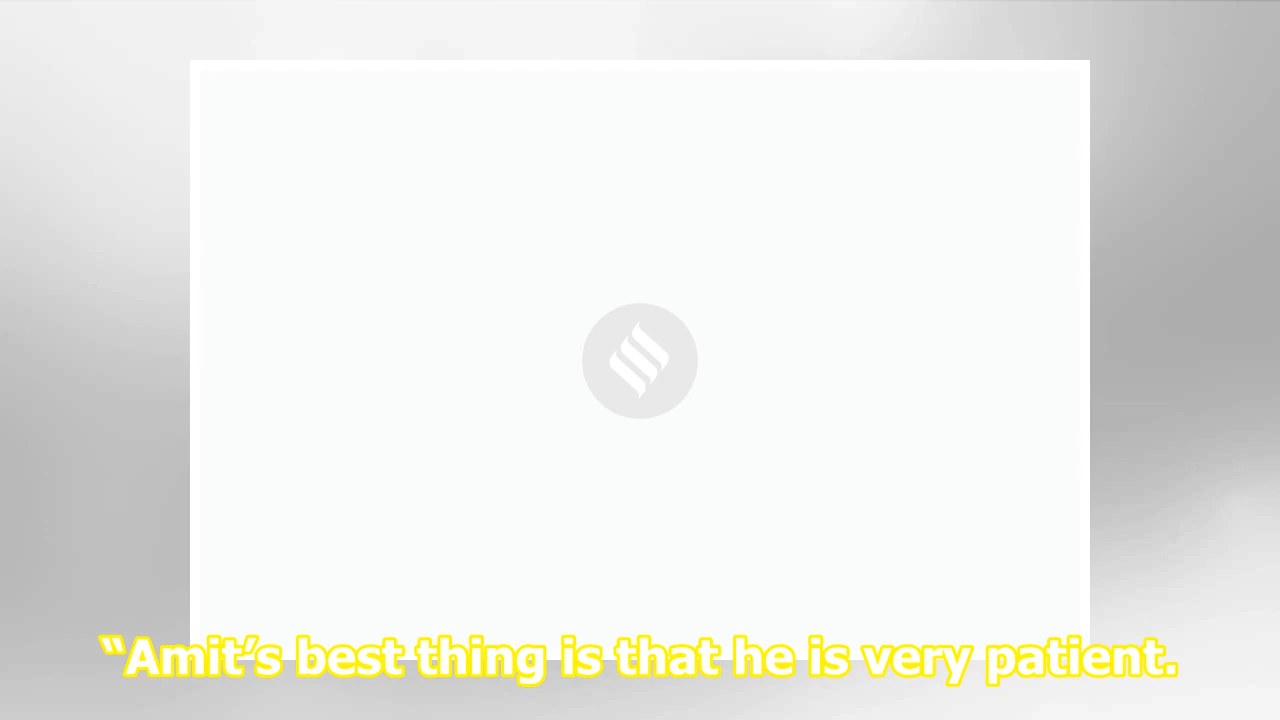 “Amit’s best thing is that he is very patient.